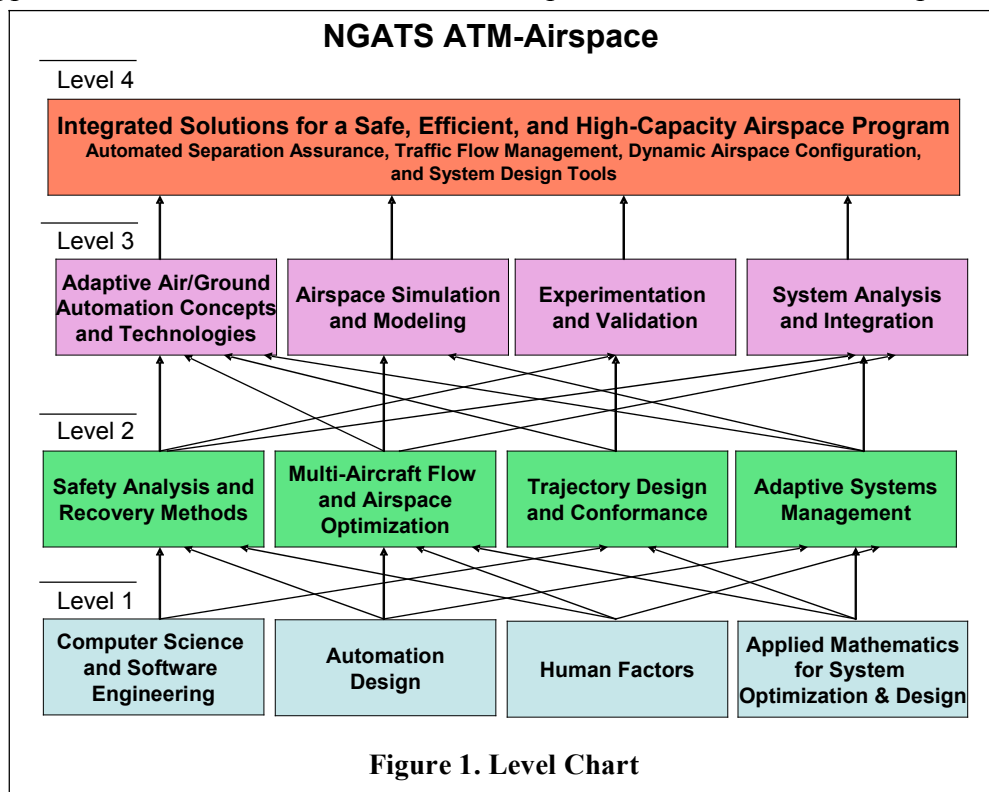 NGATS ATM-Airspace
Level 4
Integrated Solutions for a Safe, Efficient, and High-Capacity Airspace Program
Automated Separation Assurance, Traffic Flow Management, Dynamic Airspace Configuration,
and System Design Tools
Level 3
Adaptive Air/Ground
Automation Concepts
and Technologies
Airspace Simulation
and Modeling
Experimentation
and Validation
System Analysis
and Integration
Level 2
Safety Analysis and
Recovery Methods
Multi-Aircraft Flow
and Airspace
Optimization
Trajectory Design
and Conformance
Adaptive Systems
Management
Level 1
Computer Science
and Software
Engineering
Automation
Design
Human Factors
Applied Mathematics
for System
Optimization & Design
Figure 1. Level Chart